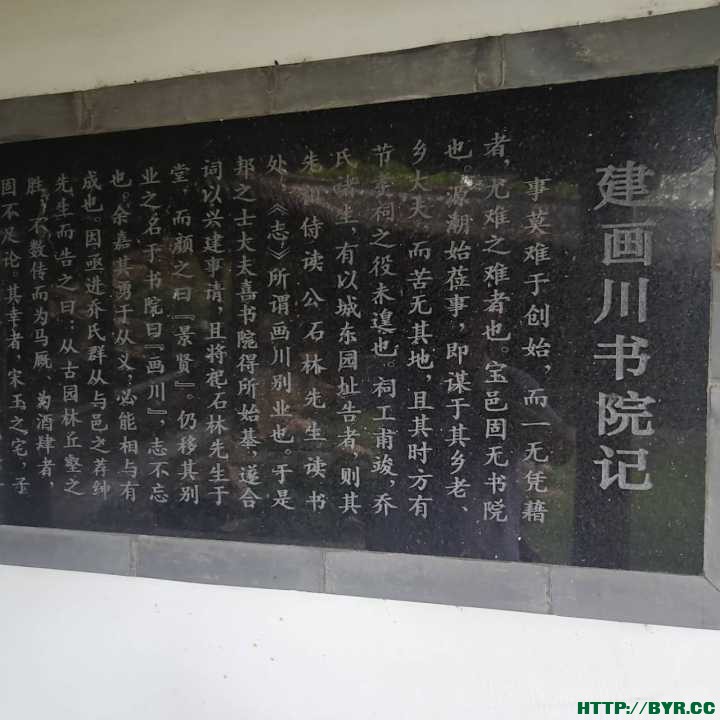 建画川书院记
事莫难于创始，而一无凭藉
者，尤难之难者也。宝邑固无书院
也。源潮始莅事，即谋于其乡老、
乡大夫，而苦无其地，且其时方有
节孝祠之役未遑也。祠工甫竣，乔
氏诸生，有以城东园址告者，则其
先侍读公石林先生读书
处，《志》所谓画川别业也。于是
邦之士大夫喜书院得所始基，遂合
词以兴建事请，且将祀石林先生于
堂，而颜之曰『景贤』。仍移其别
业之名于书院曰『画川』，志不忘
也。余嘉其勇于从义，必能相与有
成也。因亟进乔氏群从与邑之荐绅
先生而告之曰：从古园林丘壑之
胜，不数传而为马厩、为酒肆者，
固不足论。其幸者，宋玉之宅，子
HTTP://BYR.CC